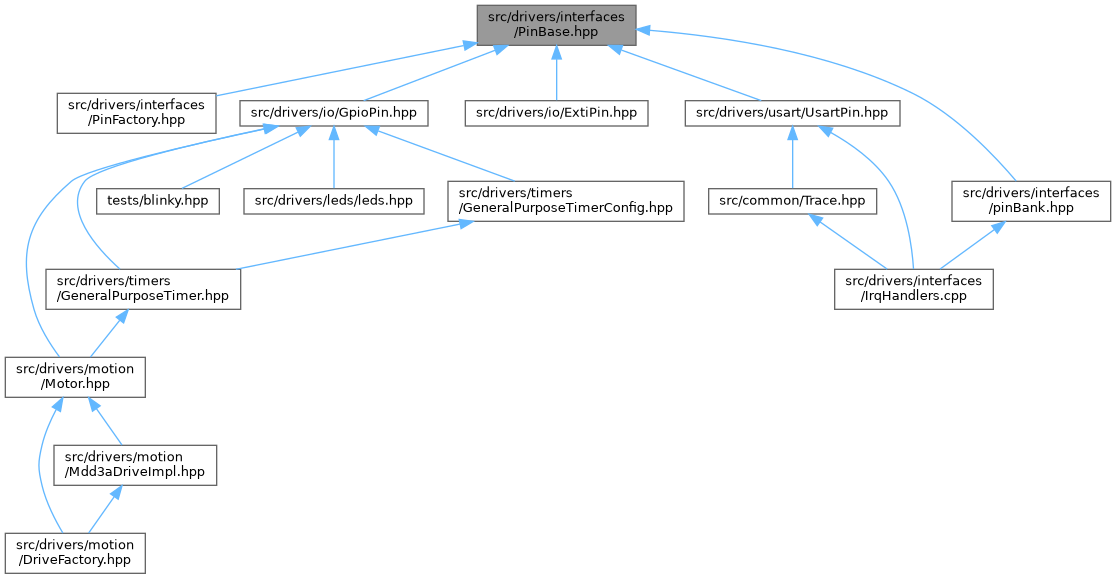 src/drivers/interfaces
/PinBase.hpp
src/drivers/interfaces
/PinFactory.hpp
src/drivers/io/GpioPin.hpp
src/drivers/io/ExtiPin.hpp
src/drivers/usart/UsartPin.hpp
tests/blinky.hpp
src/drivers/leds/leds.hpp
src/drivers/timers
/GeneralPurposeTimerConfig.hpp
src/common/Trace.hpp
src/drivers/interfaces
/pinBank.hpp
src/drivers/timers
/GeneralPurposeTimer.hpp
src/drivers/interfaces
/IrqHandlers.cpp
src/drivers/motion
/Motor.hpp
src/drivers/motion
/Mdd3aDriveImpl.hpp
src/drivers/motion
/DriveFactory.hpp